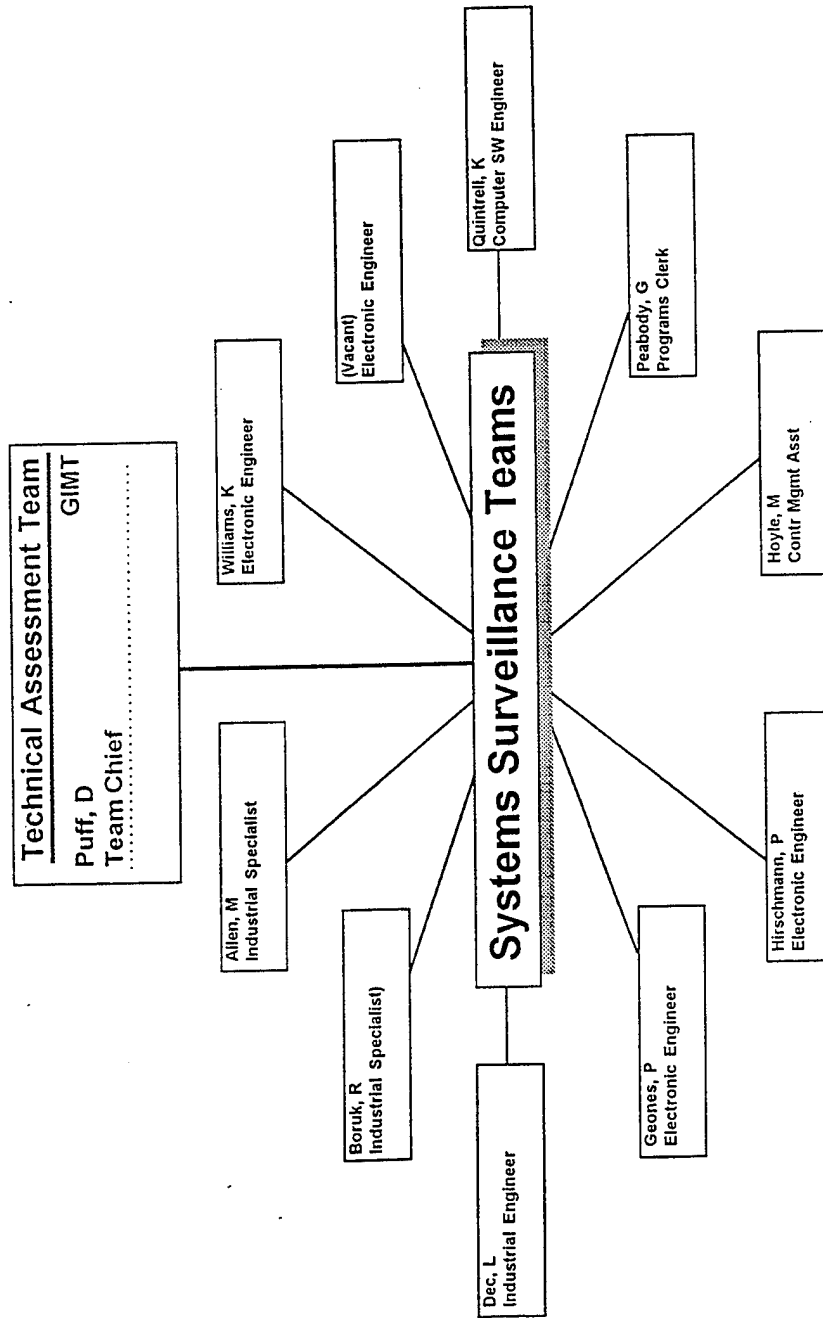 Technical Assessment Team
GIMT
Puff, D
Team Chief
Allen, M
Industrial Specialist
Williams, K
Electronic Engineer
Boruk, R
Industrial Specialist)
(Vacant)
Electronic Engineer
Dec, L
Industrial Engineer
Systems Surveillance Teams
Quintrell, K
Computer SW Engineer
Geones, P
Electronic Engineer
Peabody, G
Programs Clerk
Hirschmann, P
Electronic Engineer
Hoyle, M
Contr Mgmt Asst